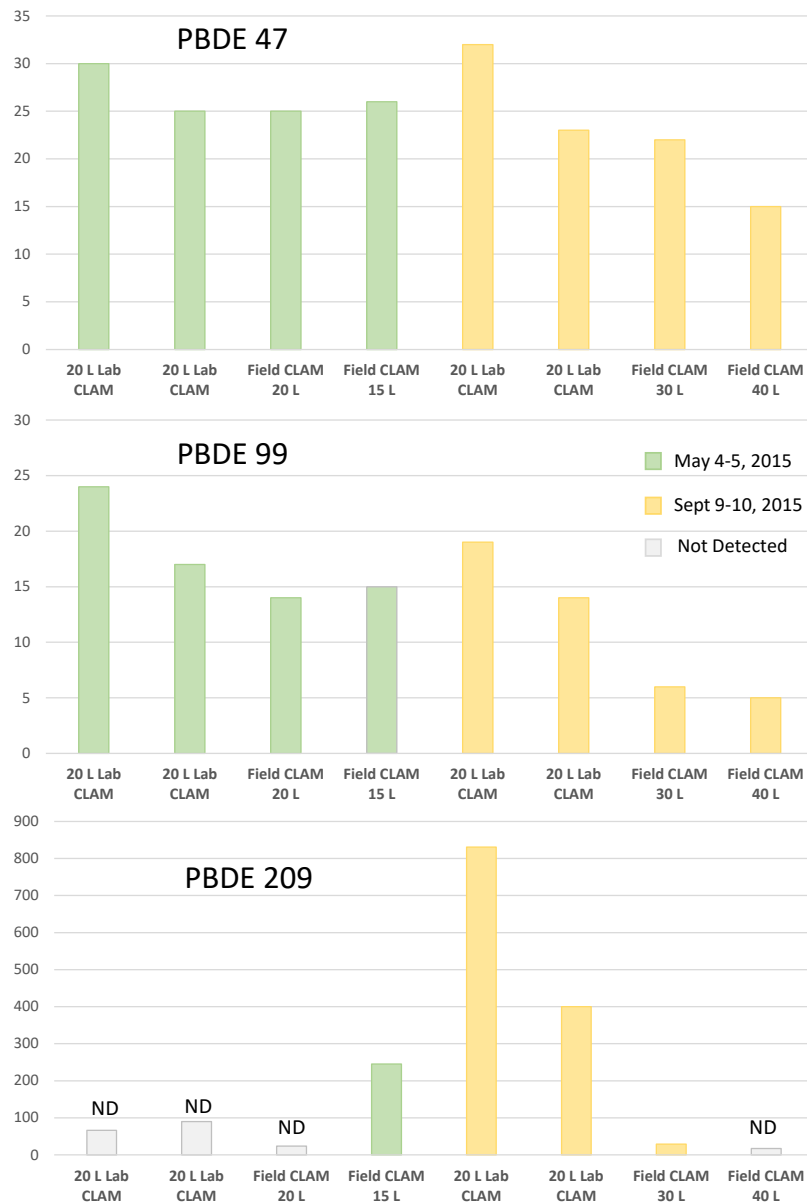 PBDE 47
35
30
25
20
15
10
5
0
20 L Lab CLAM
20 L Lab CLAM
Field CLAM 20 L
Field CLAM 15 L
20 L Lab CLAM
20 L Lab CLAM
Field CLAM 30 L
Field CLAM 40 L
PBDE 99
30
25
20
15
10
5
0
May 4-5, 2015
Sept 9-10, 2015
Not Detected
20 L Lab CLAM
20 L Lab CLAM
Field CLAM 20 L
Field CLAM 15 L
20 L Lab CLAM
20 L Lab CLAM
Field CLAM 30 L
Field CLAM 40 L
PBDE 209
900
800
700
600
500
400
300
200
100
0
ND
ND
ND
ND
20 L Lab CLAM
20 L Lab CLAM
Field CLAM 20 L
Field CLAM 15 L
20 L Lab CLAM
20 L Lab CLAM
Field CLAM 30 L
Field CLAM 40 L